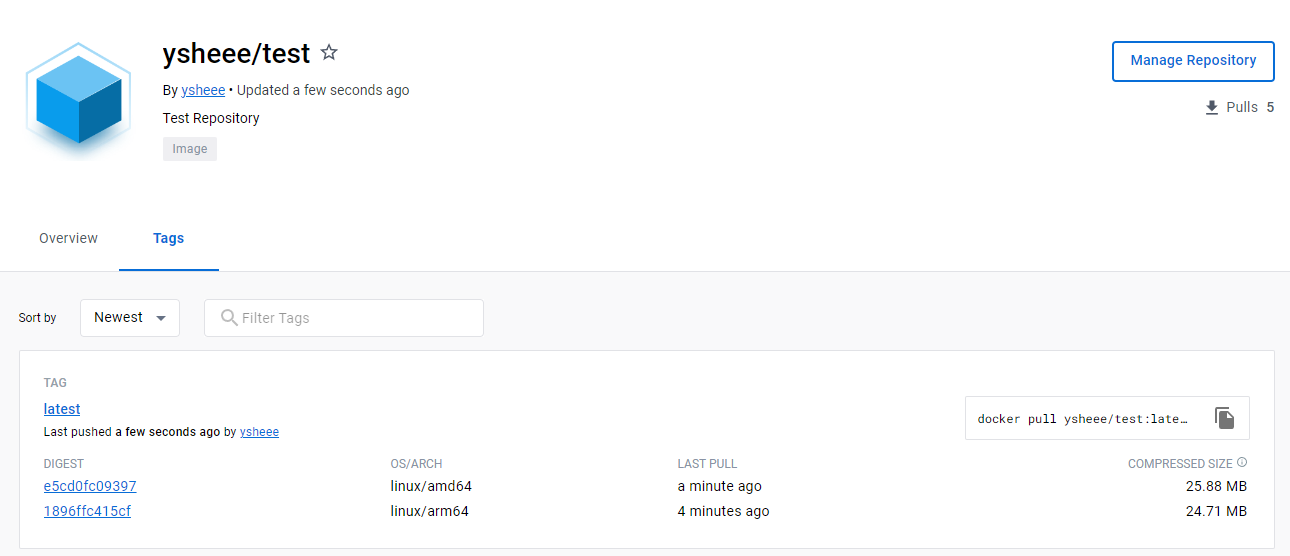 ysheee/test
Manage Repository
By ysheee • Updated a few seconds ago
Pulls 5
Test Repository
Image
Overview Tags
Sort by Newest Filter Tags
TAG
latest
docker pull ysheee/test:late…
Last pushed a few seconds ago by ysheee
DIGEST OS/ARCH LAST PULL COMPRESSED SIZE
e5cd0fc09397 linux/amd64 a minute ago 25.88 MB
1896ffc415cf linux/arm64 4 minutes ago 24.71 MB